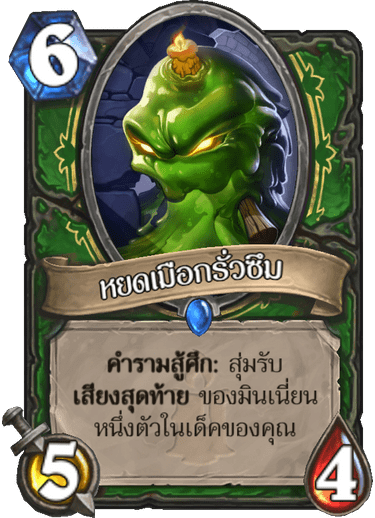 6
หยดเมือกรั่วซึม
คำรามสู้ศึก: สุ่มรับ
เสียงสุดท้าย ของมินเนี่ยน
หนึ่งตัวในเด็คของคุณ
5
4